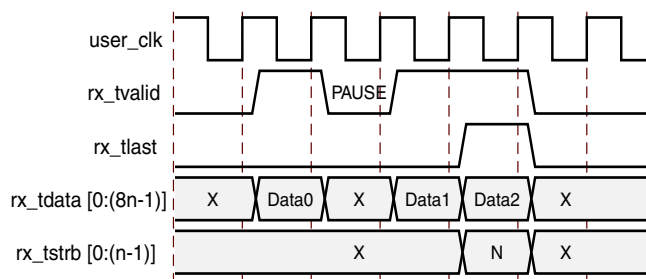 user_clk
rx_tvalid PAUSE
rx_tlast
rx_tdata [0:(8n-1)] X Data0 X Data1 Data2 X
rx_tstrb [0:(n-1)] X N X